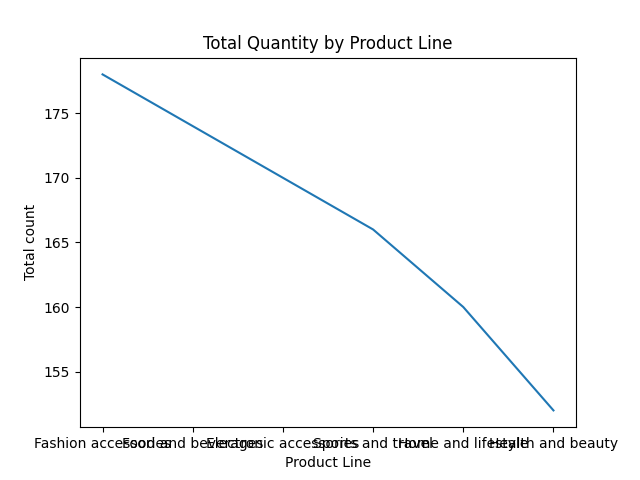 Total Quantity by Product Line
Total count
175
170
165
160
155
Fashion accessories Food and beverages Electronic accessories Sports and travel Home and lifestyle Health and beauty
Product Line